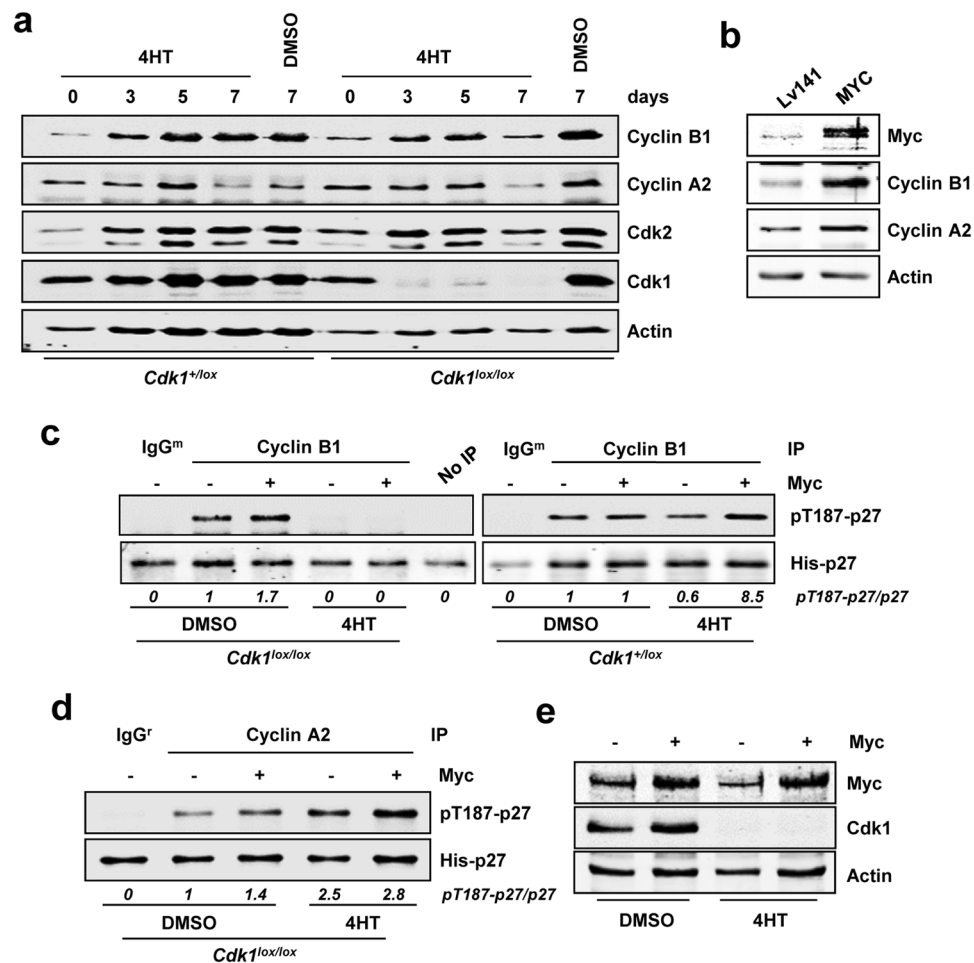 a
4HT DMSO 4HT DMSO
0 3 5 7 7 0 3 5 7 7 days
Cyclin B1
Cyclin A2
Cdk2
Cdk1
Actin
Cdk1+/lox Cdk1lox/lox
b
Lv141 MYC
Myc
Cyclin B1
Cyclin A2
Actin
c
IgGm Cyclin B1 No IP IgGm Cyclin B1 IP
- - + - + - - + - + Myc
pT187-p27
His-p27
0 1 1.7 0 0 0 0 1 1 0.6 8.5 pT187-p27/p27
DMSO 4HT DMSO 4HT
Cdk1lox/lox Cdk1+/lox
d
IgGr Cyclin A2 IP
- - + - + Myc
pT187-p27
His-p27
0 1 1.4 2.5 2.8 pT187-p27/p27
DMSO 4HT
Cdk1lox/lox
e
- + - + Myc
Myc
Cdk1
Actin
DMSO 4HT